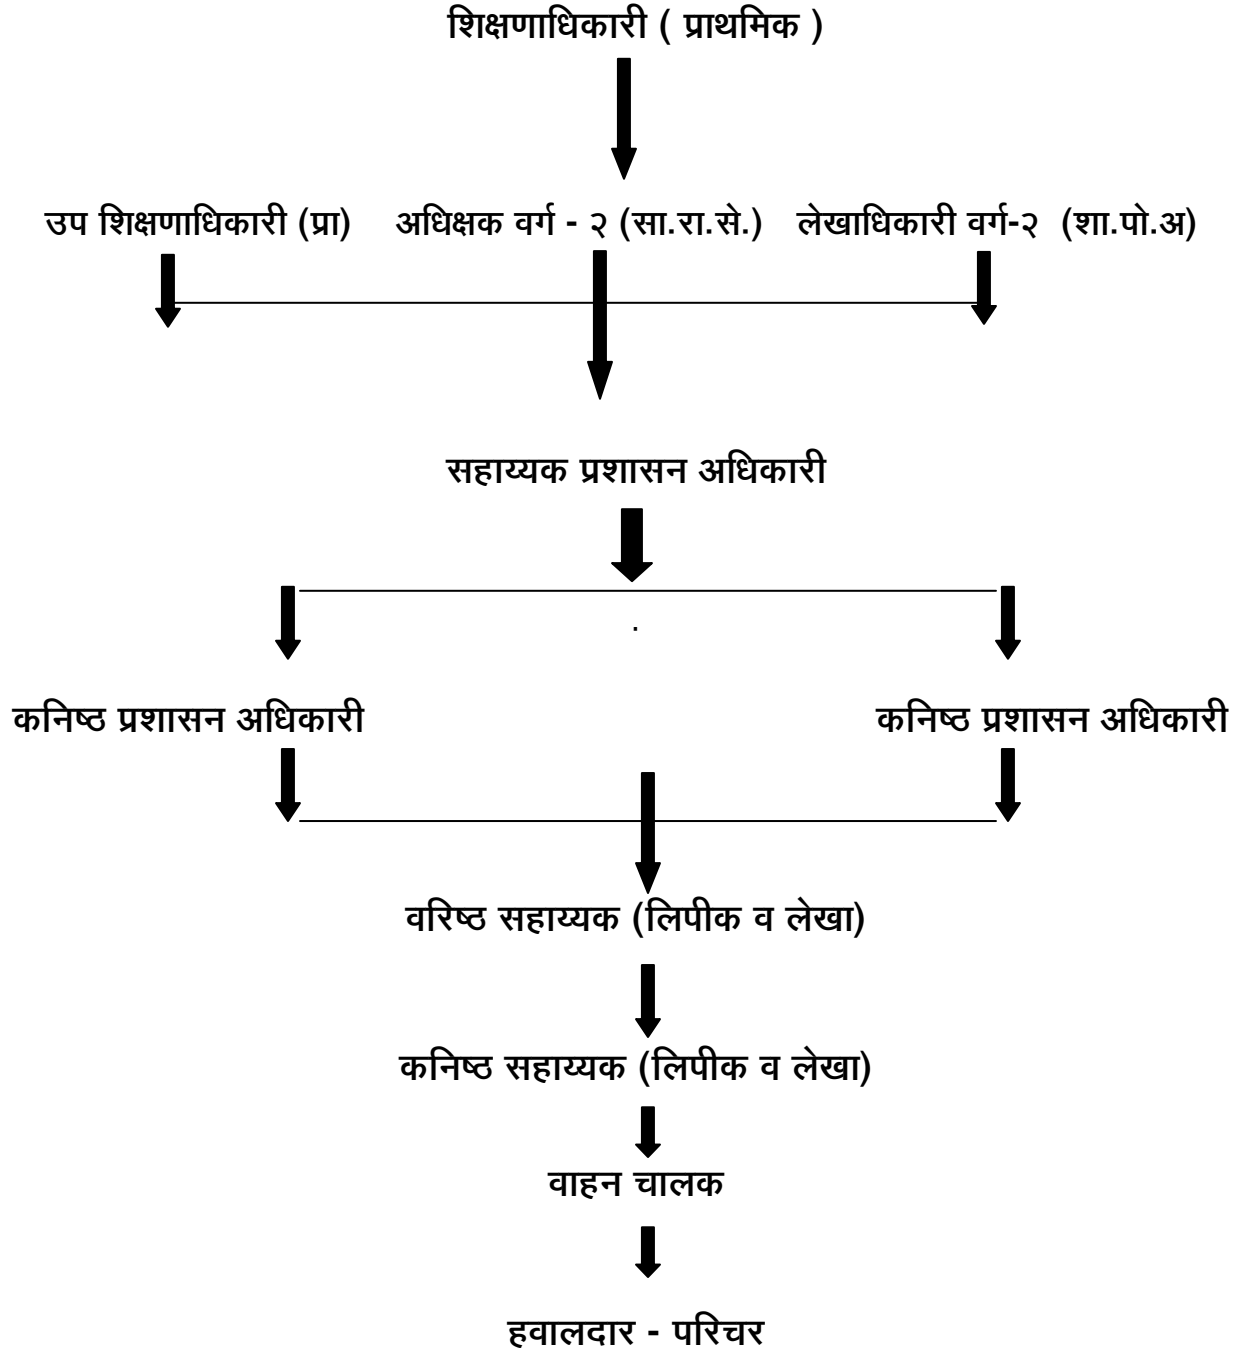 शिक्षणाधिकारी ( प्राथमिक )
उप शिक्षणाधिकारी (प्रा) अधिक्षक वर्ग - २ (सा.रा.से.) लेखाधिकारी वर्ग-२ (शा.पो.अ)
सहाय्यक प्रशासन अधिकारी
.
कनिष्ठ प्रशासन अधिकारी कनिष्ठ प्रशासन अधिकारी
वरिष्ठ सहाय्यक (लिपीक व लेखा)
कनिष्ठ सहाय्यक (लिपीक व लेखा)
वाहन चालक
हवालदार - परिचर